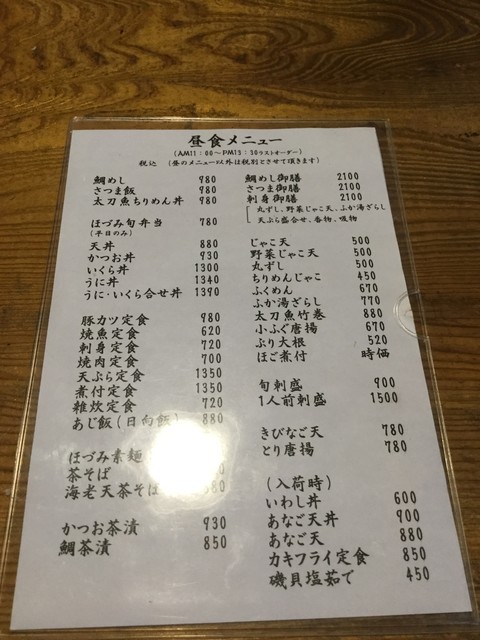 昼食メニュー
(AM11:00～PM13:30ラストオーダー)
税込 (昼のメニュー以外は税別とさせて頂きます)
鯛めし 980
さつま飯 980
太刀魚ちりめん丼 980
ほづみ旬弁当 780
(平日のみ)
天丼 880
かつお丼 930
いくら丼 1300
うに丼 1340
うに・いくら合せ丼 1390
豚カツ定食 980
焼魚定食 620
刺身定食 720
焼肉定食 700
天ぷら定食 1350
煮付定食 1350
雑炊定食 720
あじ飯(日向飯) 880
ほづみ素麺
茶そば
海老天茶そば
かつお茶漬 930
鯛茶漬 850
鯛めし御膳 2100
さつま御膳 2100
刺身御膳 2100
丸ずし、野菜じゃこ天、ふか湯ざらし
天ぷら盛合せ、香物、吸物
じゃこ天 500
野菜じゃこ天 500
丸ずし 500
ちりめんじゃこ 450
ふくめん 670
ふか湯ざらし 770
太刀魚竹巻 880
小ふぐ唐揚 670
ぶり大根 520
ほご煮付 時価
旬刺盛 900
1人前刺盛 1500
きびなご天 780
とり唐揚 780
(入荷時)
いわし丼 600
あなご天丼 900
あなご天 880
カキフライ定食 850
磯貝塩茹で 450